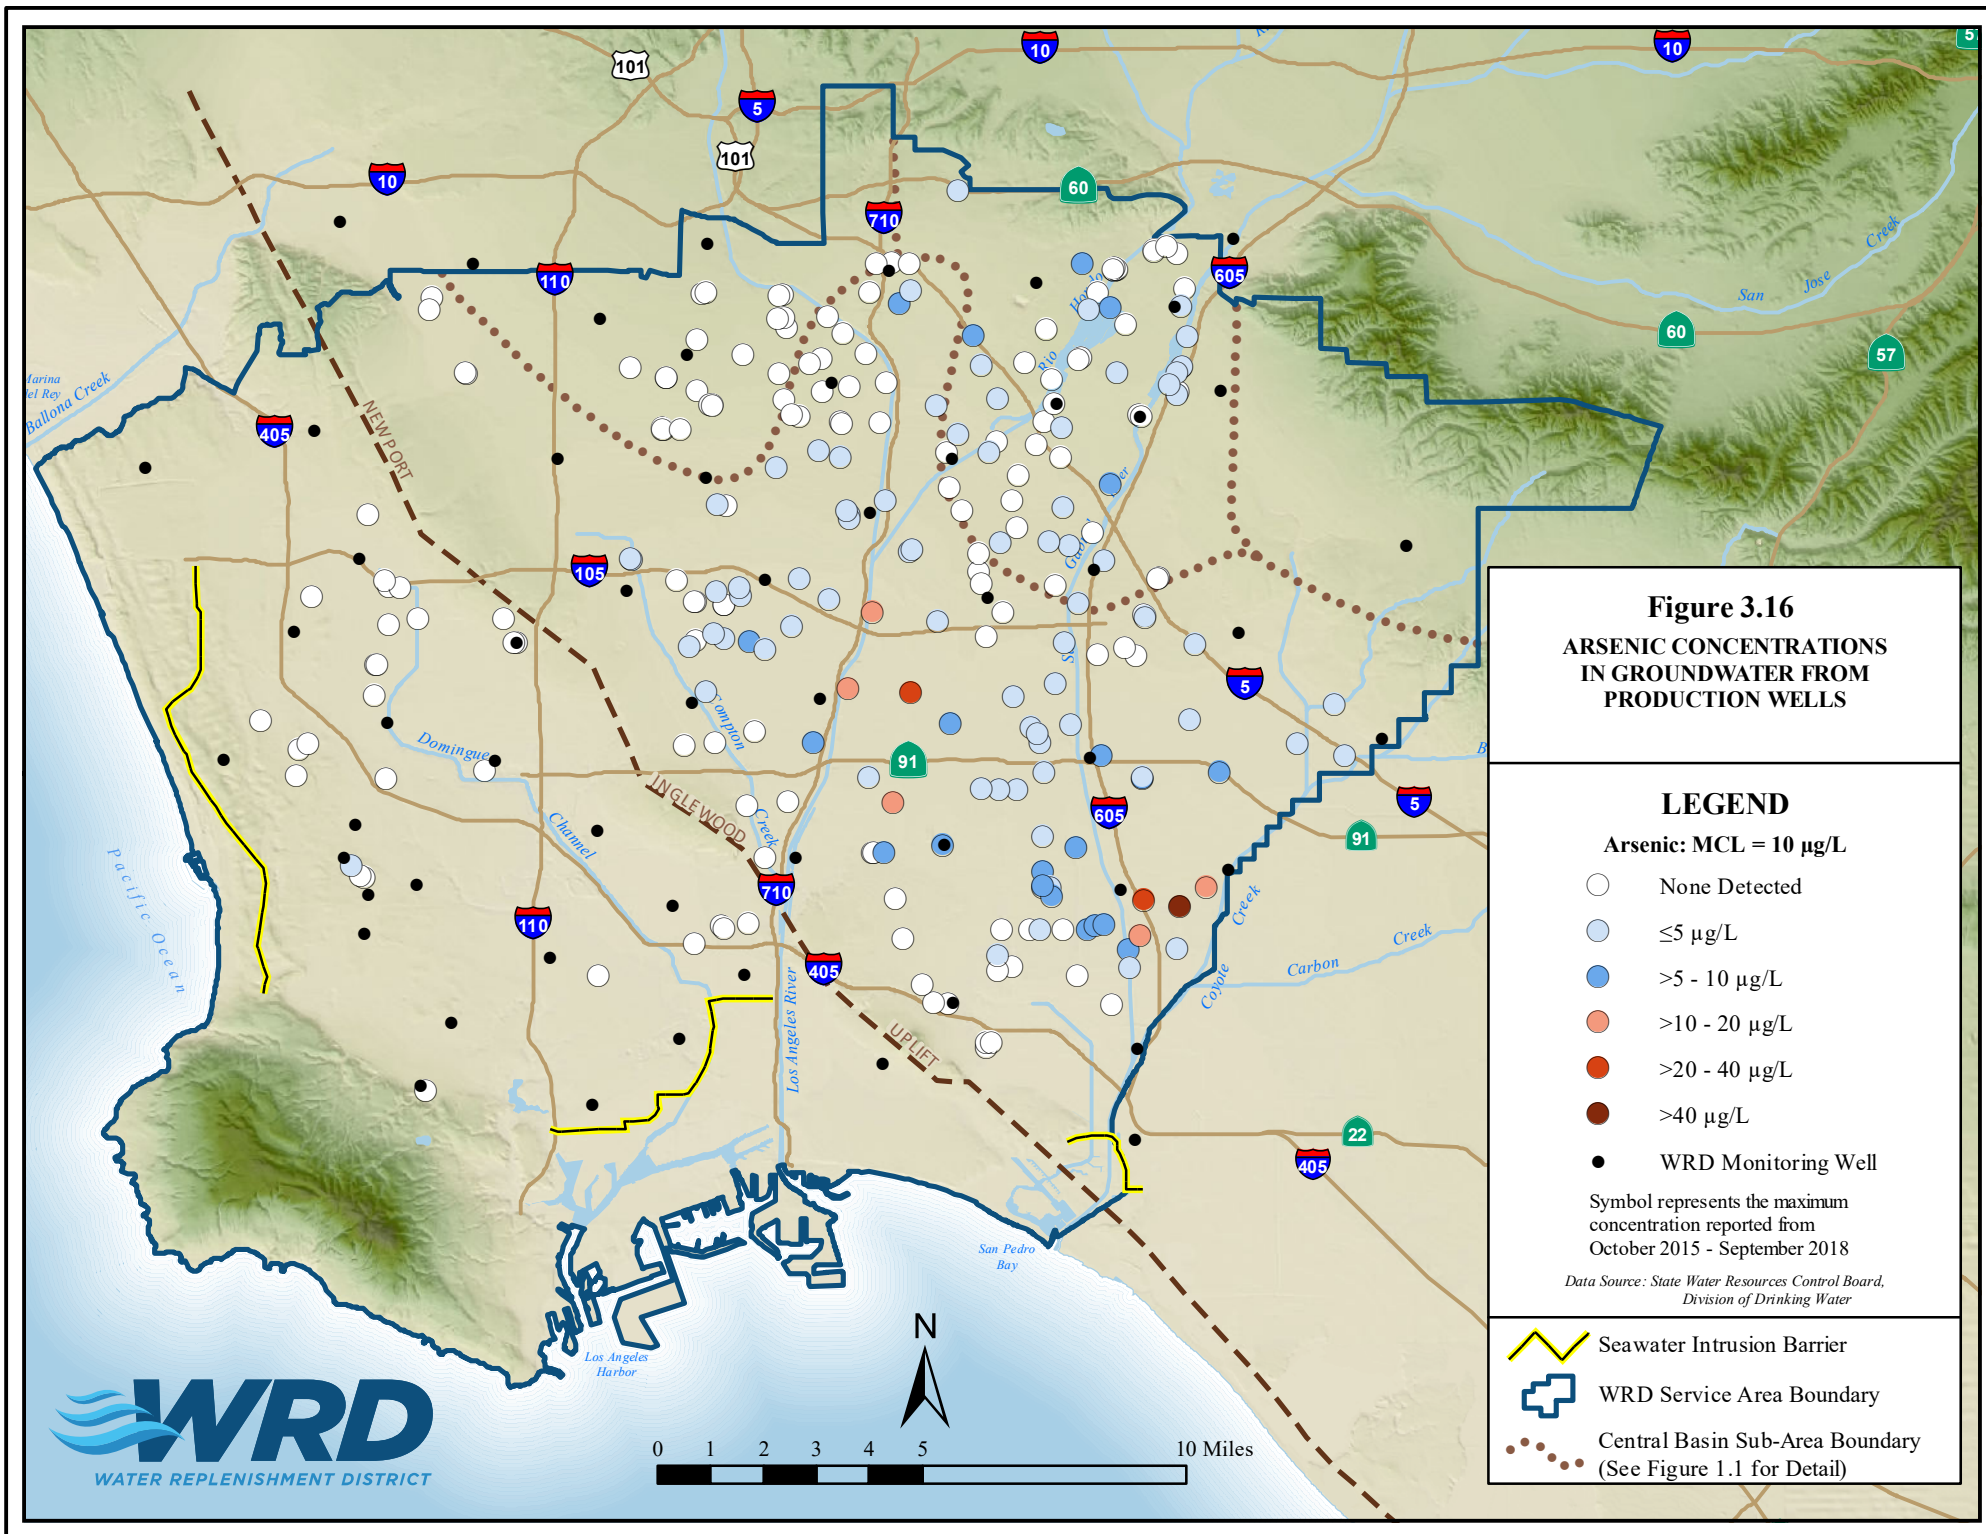 101
10
10
57
5
101
10
60
710
110
605
Rio
Hondo
San
Jose
Creek
60
57
Marina
del Rey
Ballona Creek
405
NEWPORT
105
5
Compton
Creek
Domingue
Channel
INGLEWOOD
91
605
5
91
710
110
405
Pacific Ocean
Los Angeles River
UPLIFT
Coyote
Creek
Carbon
Creek
22
405
San Pedro
Bay
Los Angeles
Harbor
N
0 1 2 3 4 5 10 Miles
WRD
WATER REPLENISHMENT DISTRICT
Figure 3.16
ARSENIC CONCENTRATIONS
IN GROUNDWATER FROM
PRODUCTION WELLS
LEGEND
Arsenic: MCL = 10 µg/L
None Detected
≤5 µg/L
>5 - 10 µg/L
>10 - 20 µg/L
>20 - 40 µg/L
>40 µg/L
WRD Monitoring Well
Symbol represents the maximum
concentration reported from
October 2015 - September 2018
Data Source: State Water Resources Control Board,
Division of Drinking Water
Seawater Intrusion Barrier
WRD Service Area Boundary
Central Basin Sub-Area Boundary
(See Figure 1.1 for Detail)